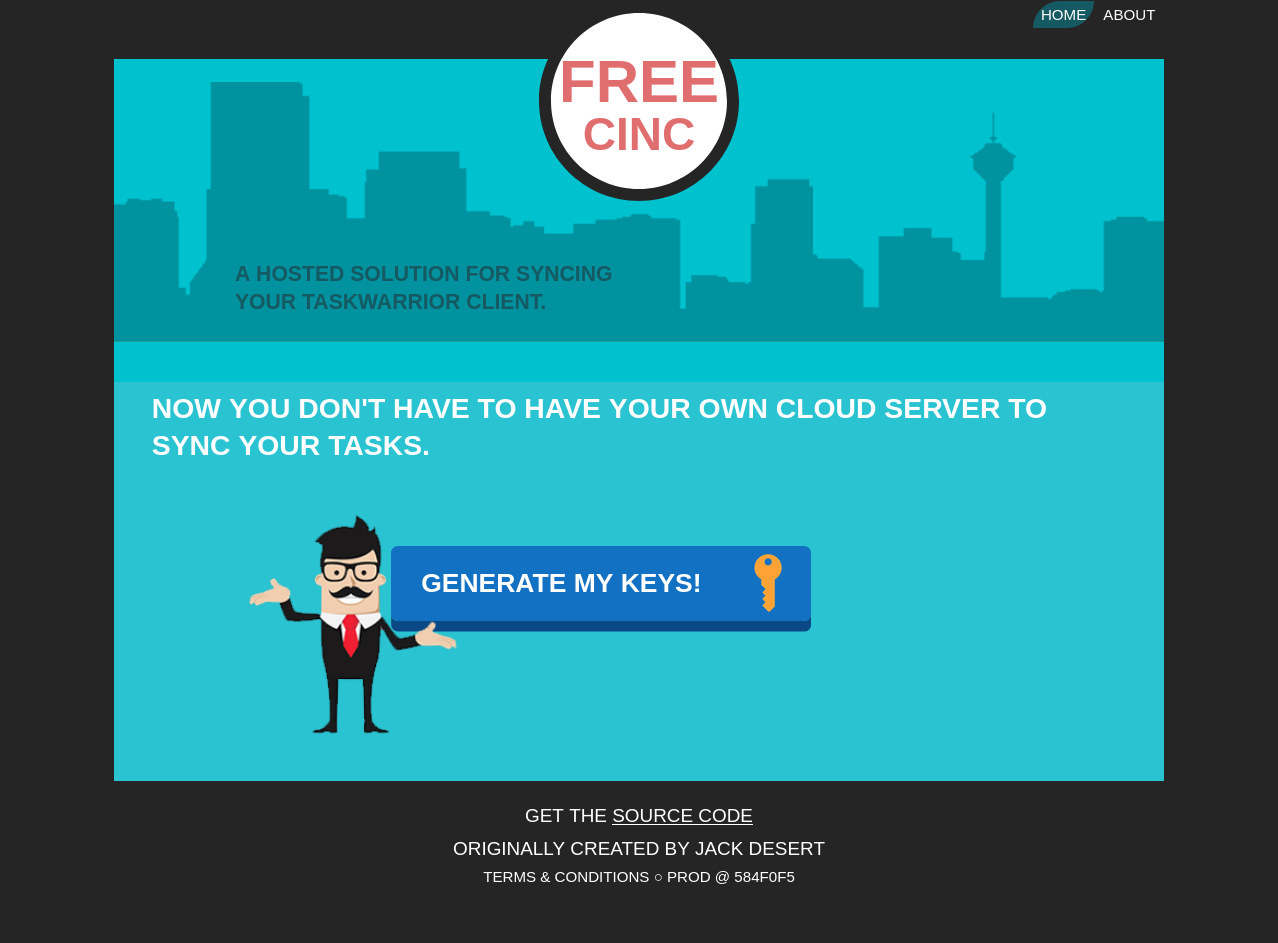 HOME ABOUT
FREE
CINC
A HOSTED SOLUTION FOR SYNCING
YOUR TASKWARRIOR CLIENT.
NOW YOU DON'T HAVE TO HAVE YOUR OWN CLOUD SERVER TO
SYNC YOUR TASKS.
GENERATE MY KEYS!
GET THE SOURCE CODE
ORIGINALLY CREATED BY JACK DESERT
TERMS & CONDITIONS ○ PROD @ 584F0F5